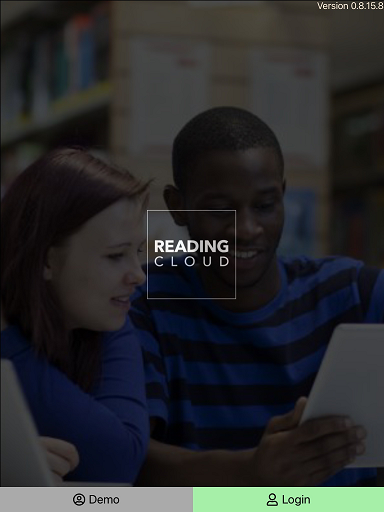 Version 0.8.15.8
READING
CLOUD
Demo
Login